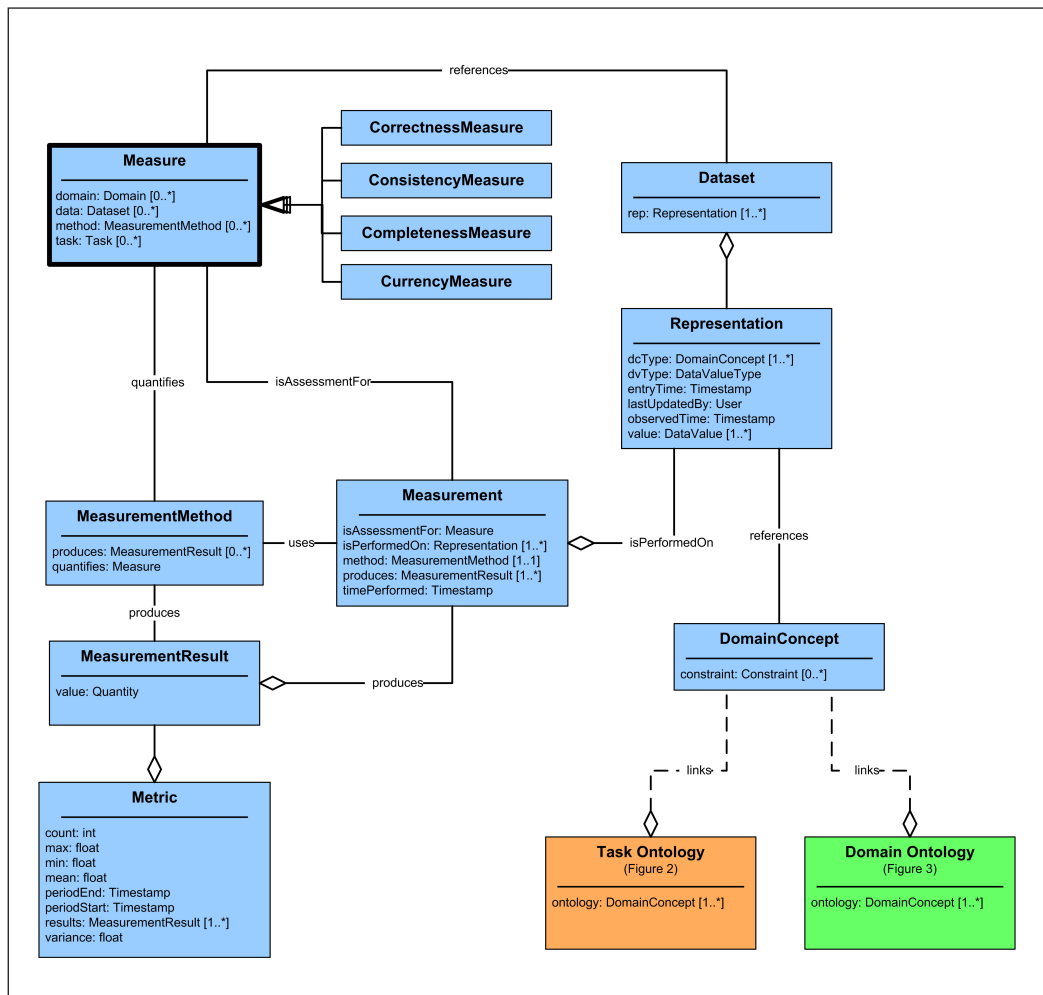 references
CorrectnessMeasure
ConsistencyMeasure
CompletenessMeasure
CurrencyMeasure
Measure
domain: Domain [0..*]
data: Dataset [0..*]
method: MeasurementMethod [0..*]
task: Task [0..*]
Dataset
rep: Representation [1..*]
Representation
dcType: DomainConcept [1..*]
dvType: DataValueType
entryTime: Timestamp
lastUpdatedBy: User
observedTime: Timestamp
value: DataValue [1..*]
quantifies
isAssessmentFor
MeasurementMethod
produces: MeasurementResult [0..*]
quantifies: Measure
uses
Measurement
isAssessmentFor: Measure
isPerformedOn: Representation [1..*]
method: MeasurementMethod [1..1]
produces: MeasurementResult [1..*]
timePerformed: Timestamp
isPerformedOn
references
produces
MeasurementResult
value: Quantity
produces
DomainConcept
constraint: Constraint [0..*]
links
links
Metric
count: int
max: float
min: float
mean: float
periodEnd: Timestamp
periodStart: Timestamp
results: MeasurementResult [1..*]
variance: float
Task Ontology
(Figure 2)
ontology: DomainConcept [1..*]
Domain Ontology
(Figure 3)
ontology: DomainConcept [1..*]